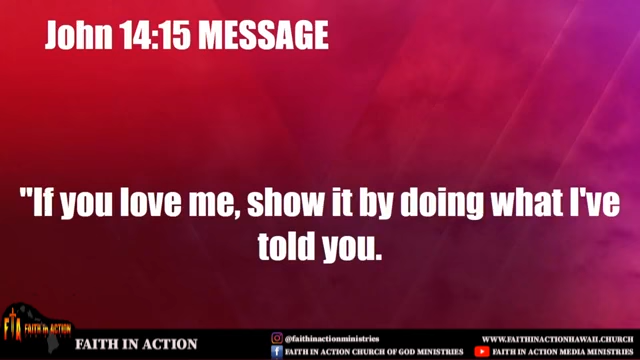 John 14:15 MESSAGE
"If you love me, show it by doing what I've
told you.
FIA FAITH in ACTION
FAITH IN ACTION
@faithinactionministries
FAITH IN ACTION CHURCH OF GOD MINISTRIES
WWW.FAITHINACTIONHAWAII.CHURCH
FAITH IN ACTION MEDIA MINISTRIES